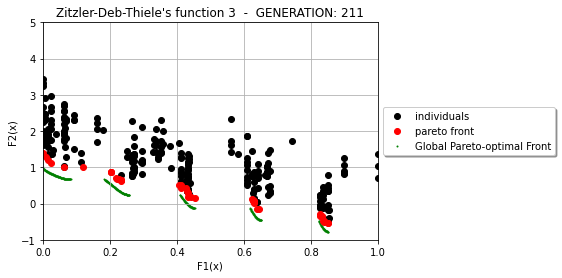 Zitzler-Deb-Thiele's function 3  -  GENERATION: 211
5
4
3
2
1
0
−1
F2(x)
0.0 0.2 0.4 0.6 0.8 1.0
F1(x)
individuals
pareto front
Global Pareto-optimal Front